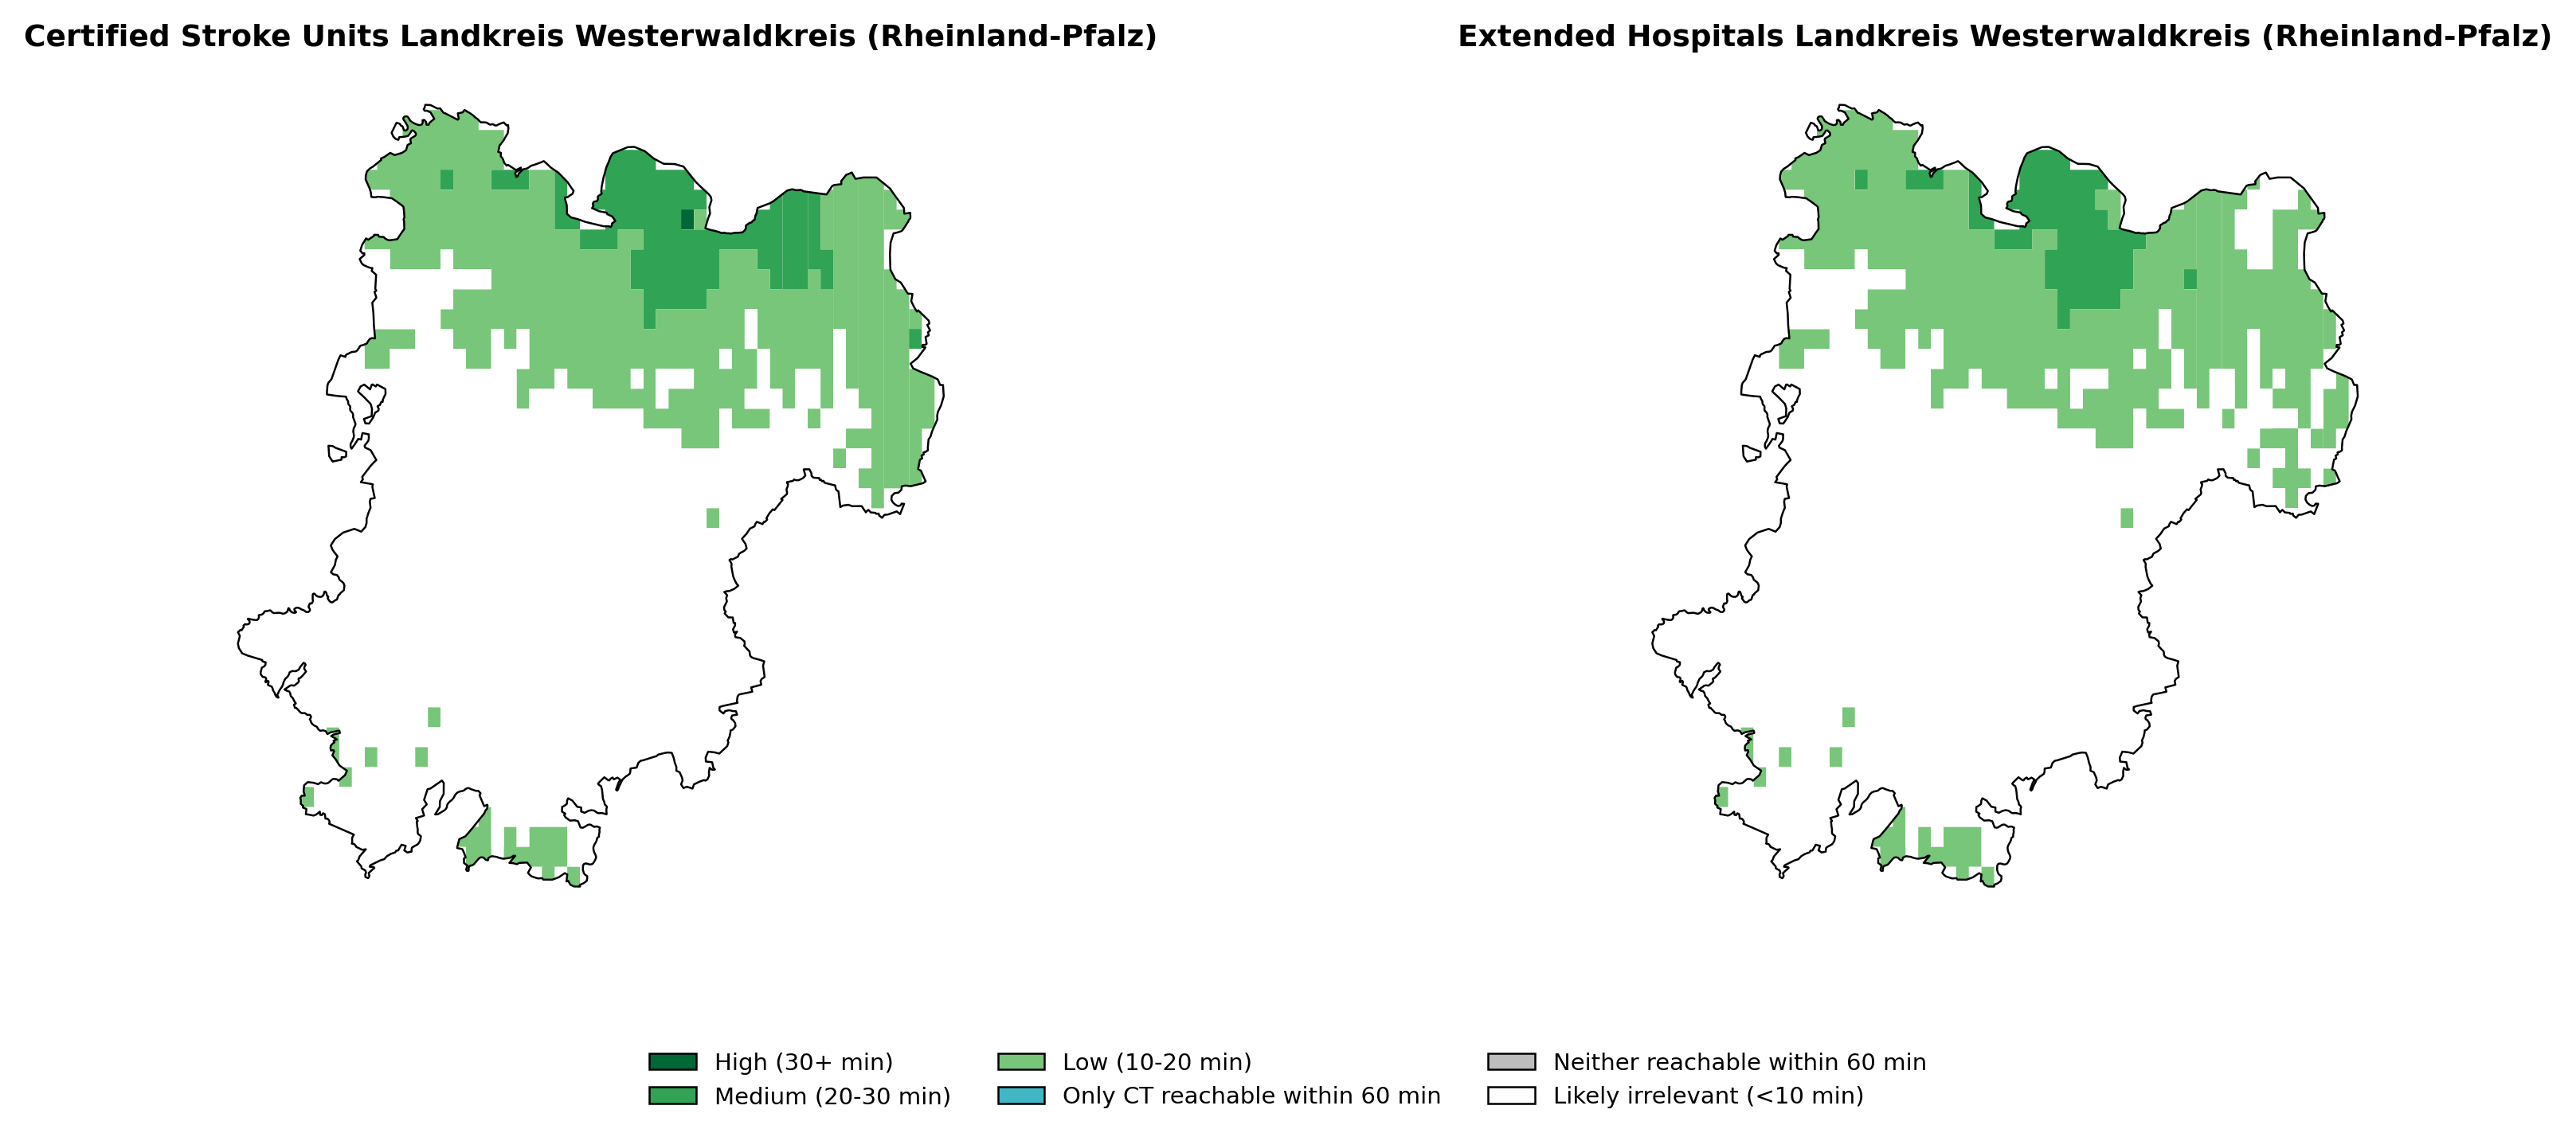 Certified Stroke Units Landkreis Westerwaldkreis (Rheinland-Pfalz)
Extended Hospitals Landkreis Westerwaldkreis (Rheinland-Pfalz)
High (30+ min)
Medium (20-30 min)
Low (10-20 min)
Only CT reachable within 60 min
Neither reachable within 60 min
Likely irrelevant (<10 min)